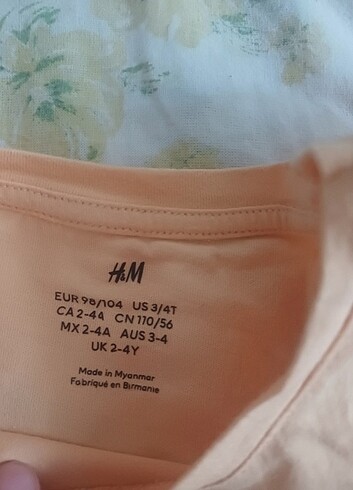 H&M
EUR 98/104 US 3/4T
CA 2-4A CN 110/56
MX 2-4A AUS 3-4
UK 2-4Y
Made in Myanmar
Fabriqué en Birmanie